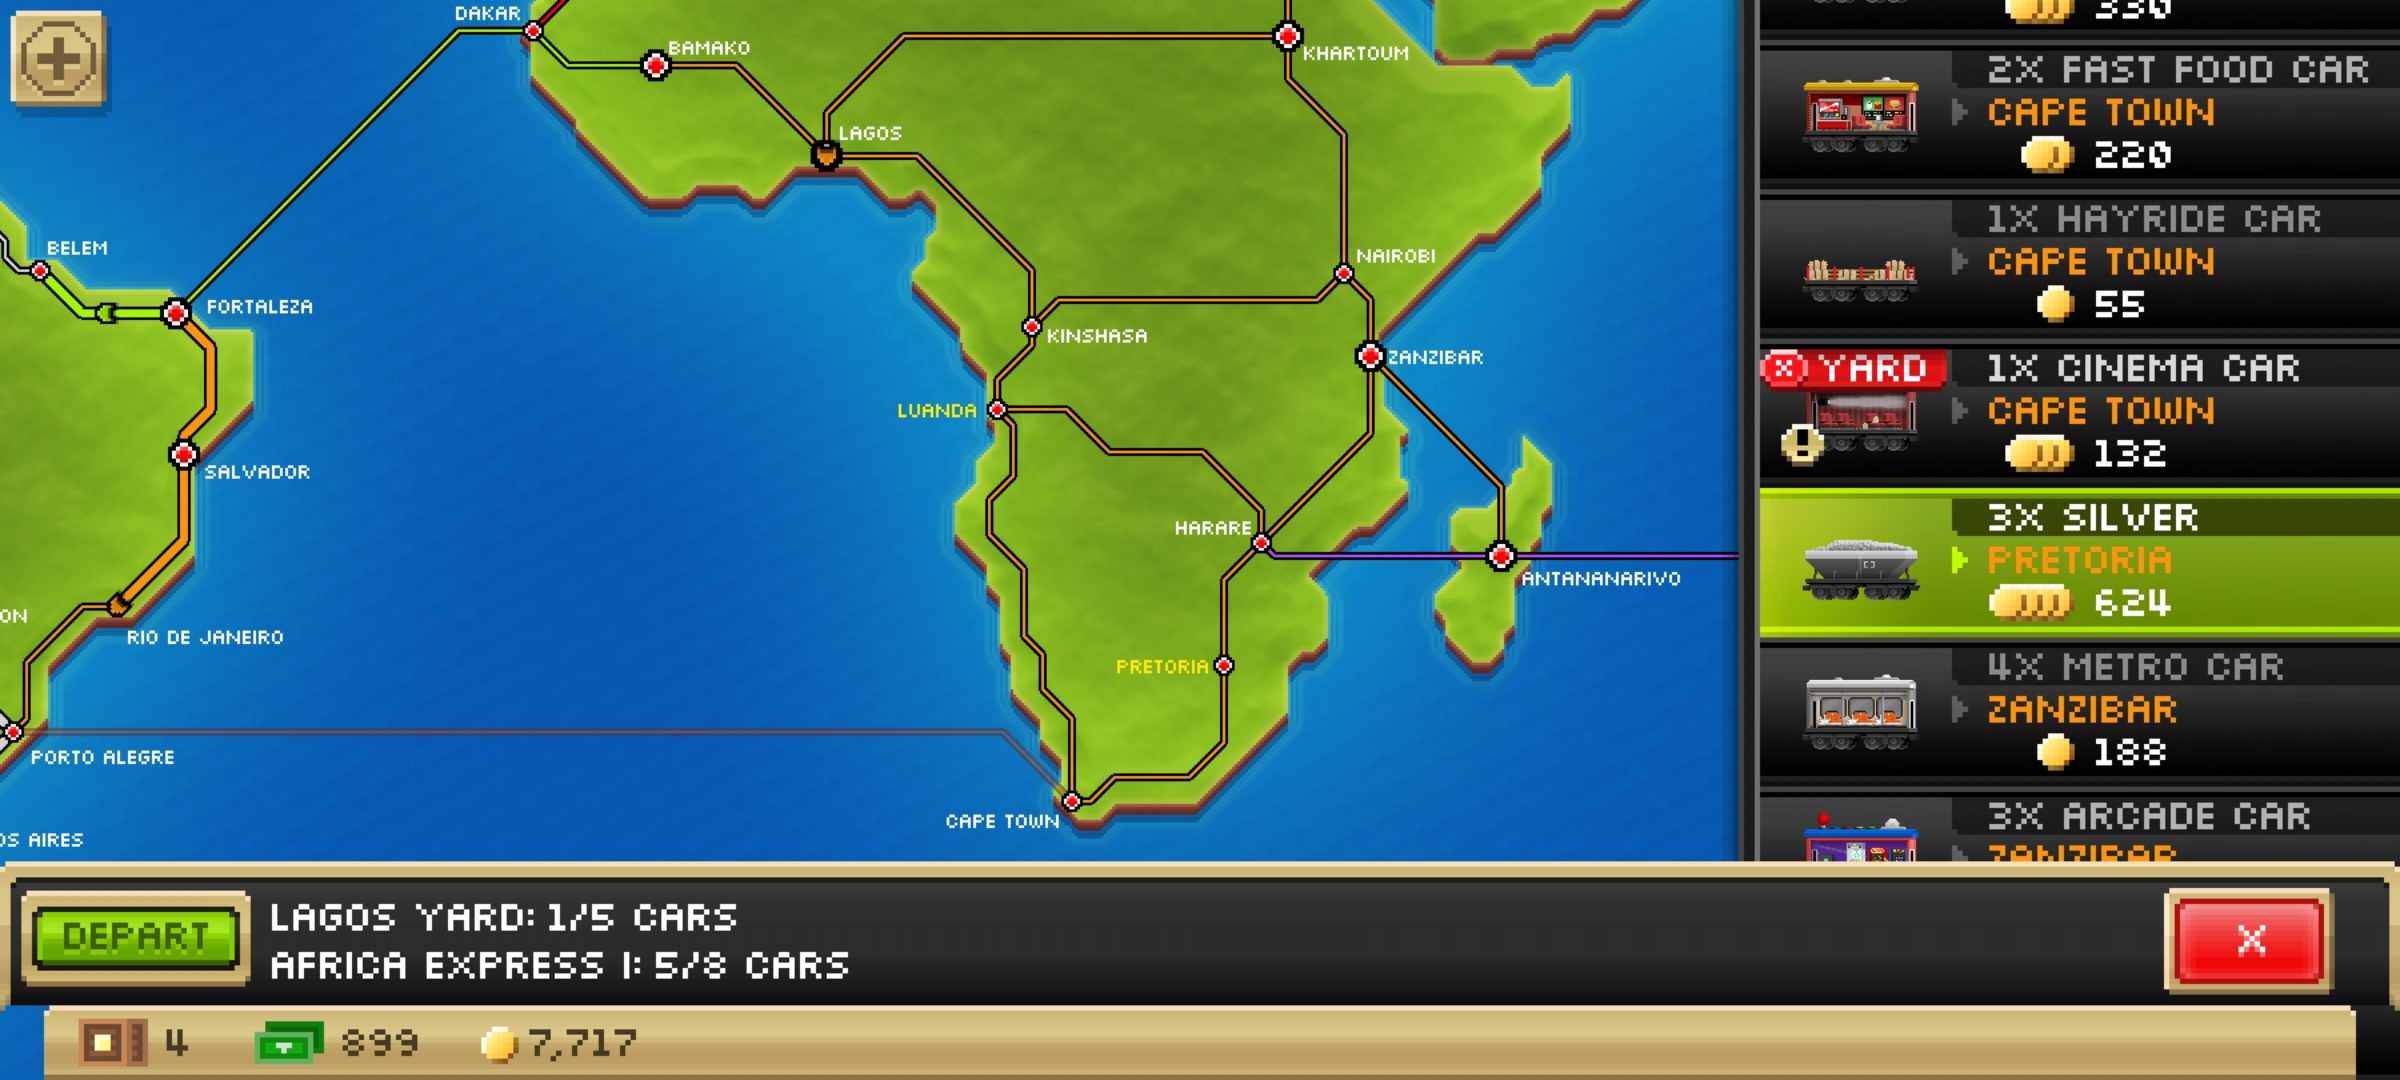 DAKAR
BAMAKO
KHARTOUM
LAGOS
BELEM
NAIROBI
FORTALEZA
KINSHASA
ZANZIBAR
LUANDA
SALVADOR
HARARE
ANTANANARIVO
ON
RIO DE JANEIRO
PRETORIA
PORTO ALEGRE
CAPE TOWN
OS AIRES
330
2X FAST FOOD CAR
CAPE TOWN
220
1X HAYRIDE CAR
CAPE TOWN
55
X YARD
1X CINEMA CAR
CAPE TOWN
132
3X SILVER
PRETORIA
624
4X METRO CAR
ZANZIBAR
188
3X ARCADE CAR
ZANZIBAR
DEPART
LAGOS YARD: 1/5 CARS
AFRICA EXPRESS I: 5/8 CARS
X
4
899
7,717